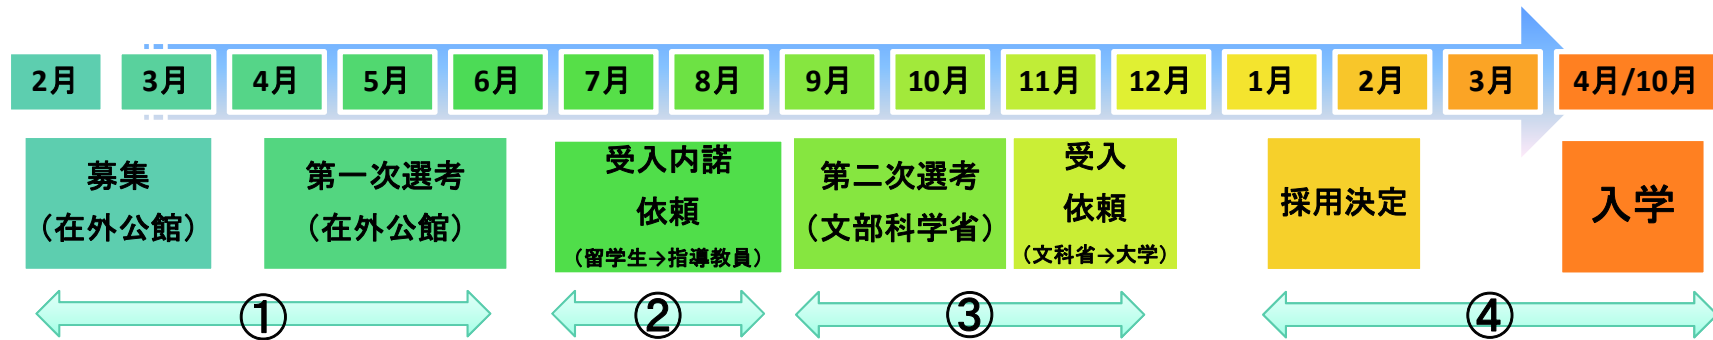 2月 3月 4月 5月 6月 7月 8月 9月 10月 11月 12月 1月 2月 3月 4月/10月
募集
（在外公館）
第一次選考
（在外公館）
受入内諾
依頼
（留学生→指導教員）
第二次選考
（文部科学省）
受入
依頼
（文科省→大学）
採用決定
入学
① ② ③ ④